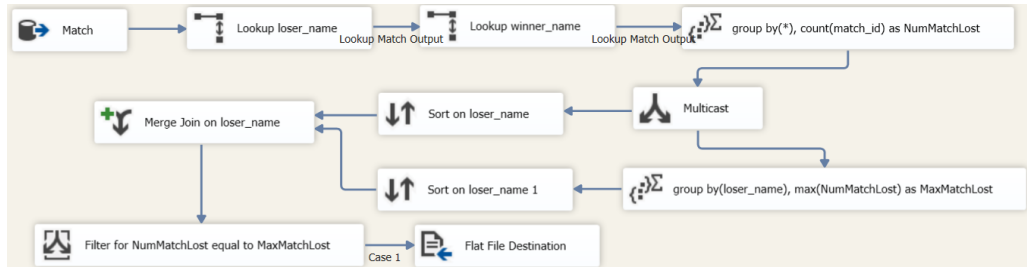 Match
Lookup loser_name
Lookup Match Output
Lookup winner_name
Lookup Match Output
group by(*), count(match_id) as NumMatchLost
Multicast
Sort on loser_name
Merge Join on loser_name
group by(loser_name), max(NumMatchLost) as MaxMatchLost
Sort on loser_name 1
Filter for NumMatchLost equal to MaxMatchLost
Case 1
Flat File Destination